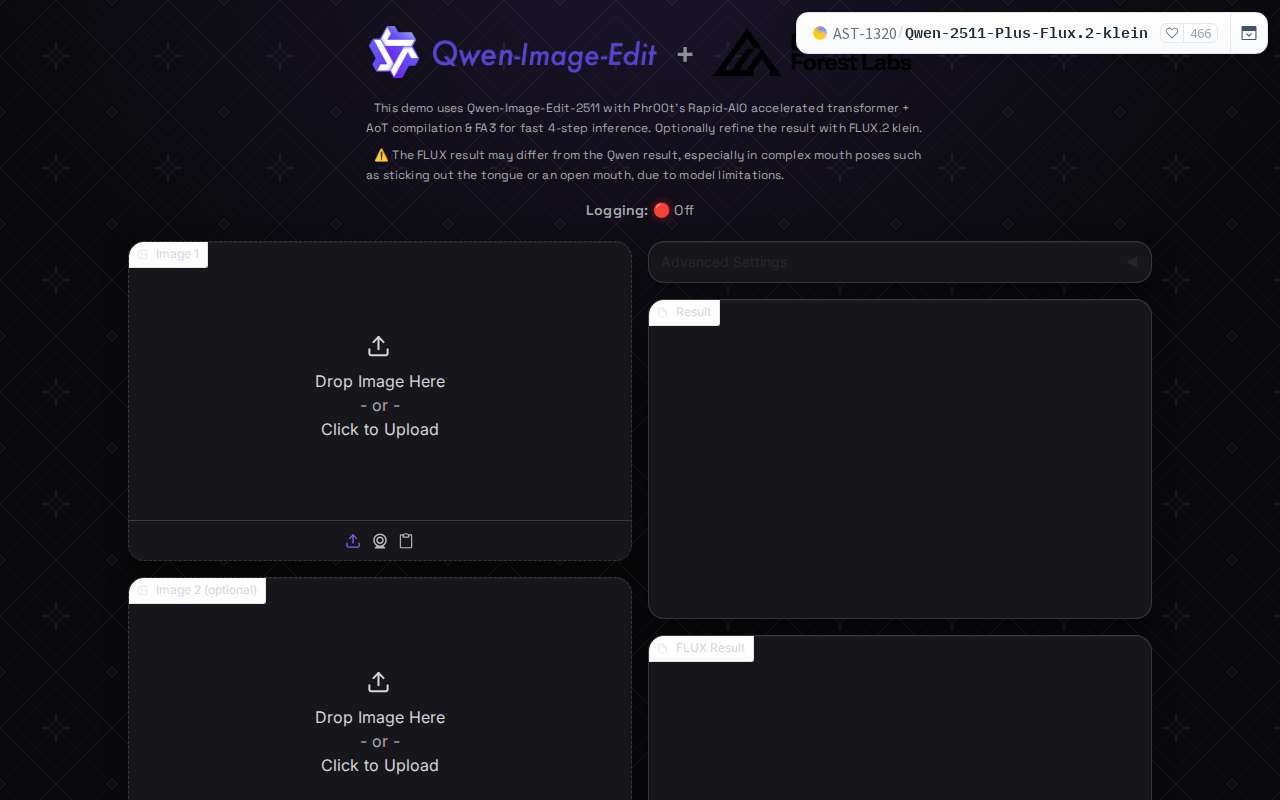 Qwen-Image-Edit +
Forest Labs
AST-1320/Qwen-2511-Plus-Flux.2-klein 466
This demo uses Qwen-Image-Edit-2511 with Phr00t's Rapid-AIO accelerated transformer +
AoT compilation & FA3 for fast 4-step inference. Optionally refine the result with FLUX.2 klein.
⚠️ The FLUX result may differ from the Qwen result, especially in complex mouth poses such
as sticking out the tongue or an open mouth, due to model limitations.
Logging: 🔴 Off
Image 1
Drop Image Here
- or -
Click to Upload
Image 2 (optional)
Drop Image Here
- or -
Click to Upload
Advanced Settings
Result
FLUX Result